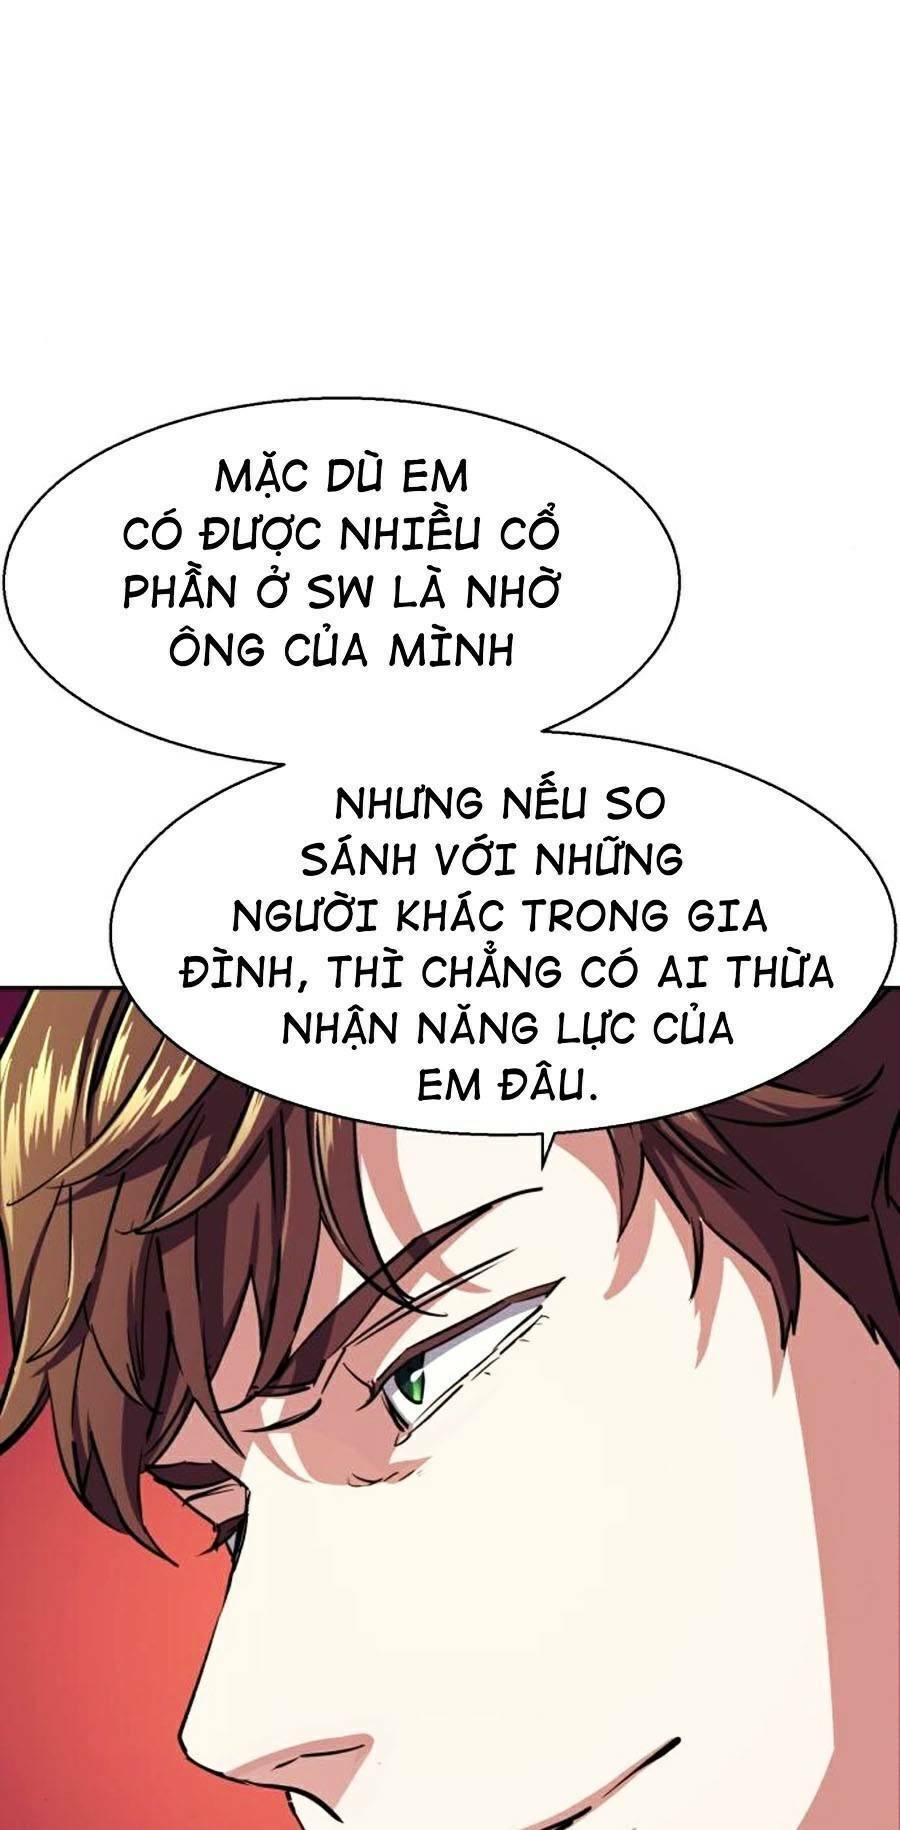 MẶC DÙ EM
CÓ ĐƯỢC NHIỀU CỔ
PHẦN Ở SW LÀ NHỜ
ÔNG CỦA MÌNH
NHƯNG NẾU SO
SÁNH VỚI NHỮNG
NGƯỜI KHÁC TRONG GIA
ĐÌNH, THÌ CHẲNG CÓ AI THỪA
NHẬN NĂNG LỰC CỦA
EM ĐÂU.